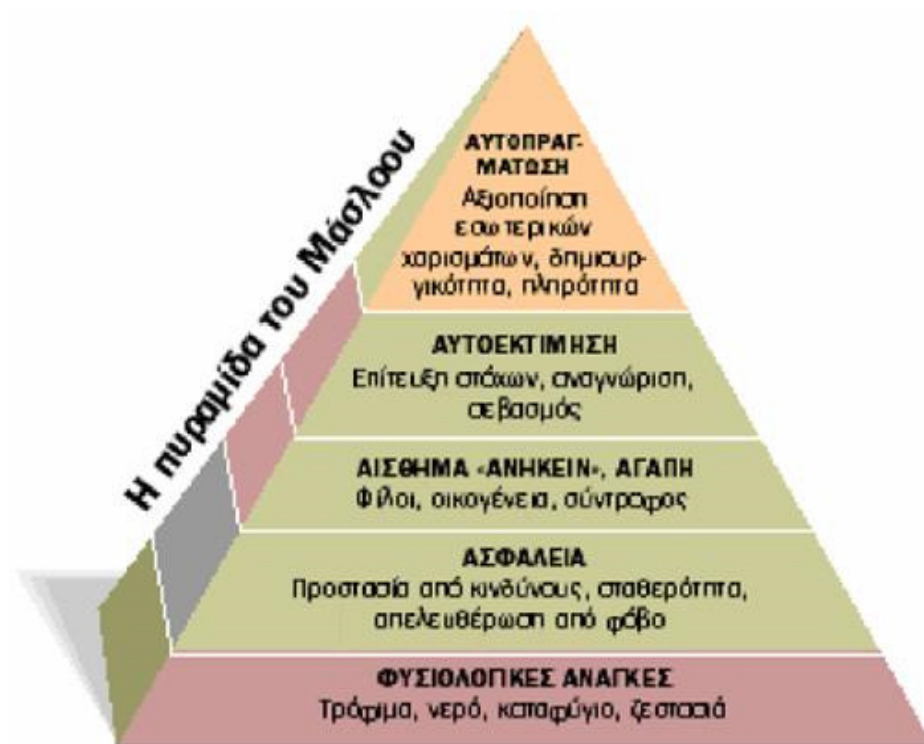 Η πυραμίδα του Μάσλοου
ΑΥΤΟΠΡΑΓ-
ΜΑΤΩΣΗ
Αξιοποίηση
εσωτερικών
χαρισμάτων, δημιουρ-
γικότητα, πληρότητα
ΑΥΤΟΕΚΤΙΜΗΣΗ
Επίτευξη στόχων, αναγνώριση,
σεβασμός
ΑΙΣΘΗΜΑ «ΑΝΗΚΕΙΝ», ΑΓΑΠΗ
Φίλοι, οικογένεια, σύντροφος
ΑΣΦΑΛΕΙΑ
Προστασία από κινδύνους, σταθερότητα,
απελευθέρωση από φόβο
ΦΥΣΙΟΛΟΓΙΚΕΣ ΑΝΑΓΚΕΣ
Τρόφιμα, νερό, καταφύγιο, ζεστασιά